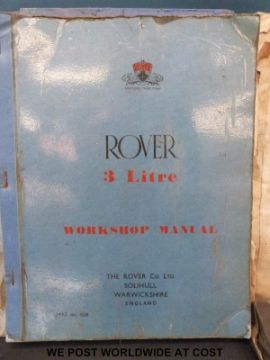 ROVER
3 Litre
WORKSHOP MANUAL
THE ROVER Co. Ltd.
SOLIHULL
WARWICKSHIRE
ENGLAND
WE POST WORLDWIDE AT COST